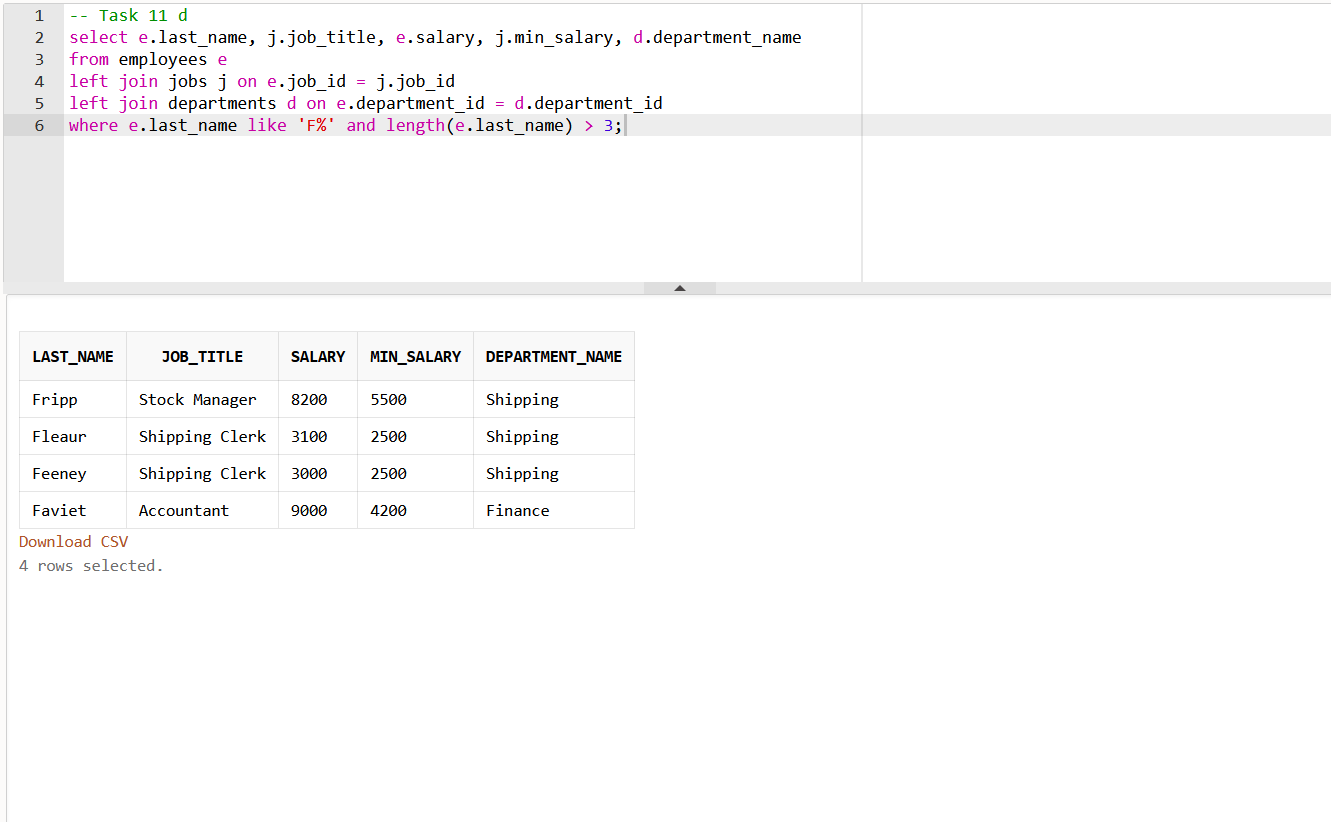 1 -- Task 11 d
2 select e.last_name, j.job_title, e.salary, j.min_salary, d.department_name
3 from employees e
4 left join jobs j on e.job_id = j.job_id
5 left join departments d on e.department_id = d.department_id
6 where e.last_name like 'F%' and length(e.last_name) > 3;
LAST_NAME JOB_TITLE SALARY MIN_SALARY DEPARTMENT_NAME
Fripp Stock Manager 8200 5500 Shipping
Fleaur Shipping Clerk 3100 2500 Shipping
Feeney Shipping Clerk 3000 2500 Shipping
Faviet Accountant 9000 4200 Finance
Download CSV
4 rows selected.